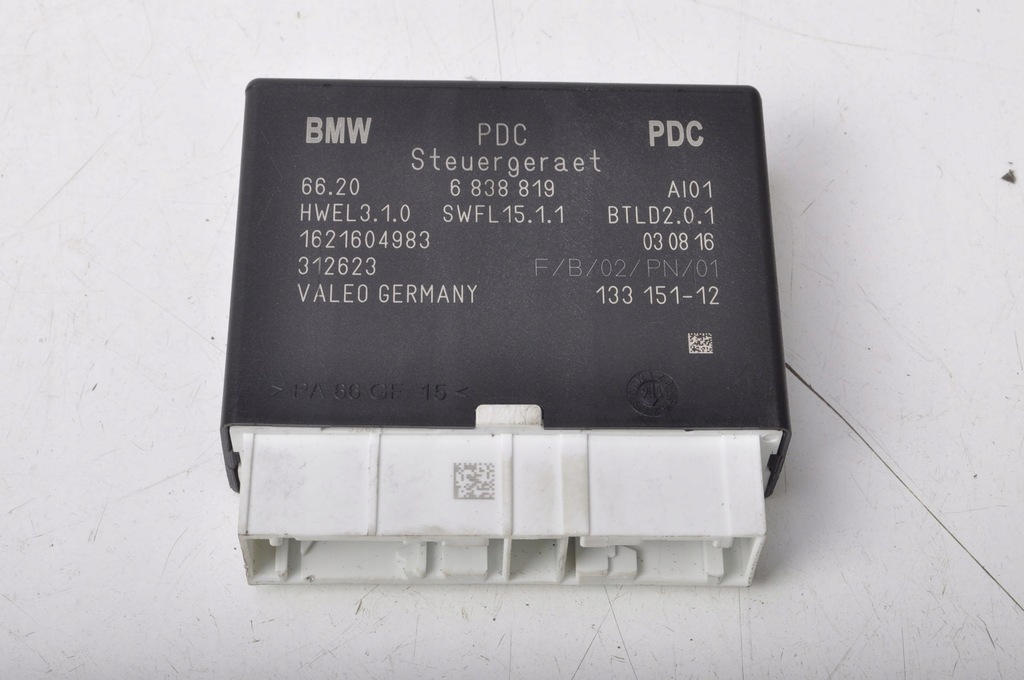 BMW PDC PDC
Steuergeraet
66.20 6 838 819 AI01
HWEL3.1.0 SWFL15.1.1 BTLD2.0.1
1621604983 03 08 16
312623 F/B/02/PN/01
VALEO GERMANY 133 151-12
> PA 66 GF 15 <